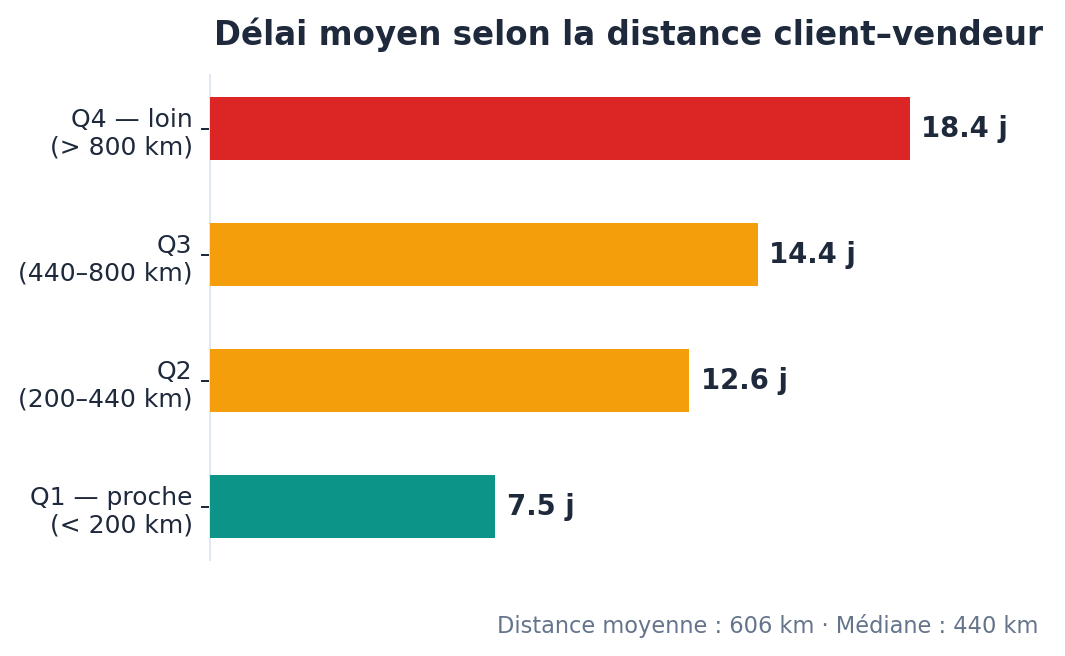 Délai moyen selon la distance client–vendeur
Q4 — loin
(> 800 km)
18.4 j
Q3
(440–800 km)
14.4 j
Q2
(200–440 km)
12.6 j
Q1 — proche
(< 200 km)
7.5 j
Distance moyenne : 606 km · Médiane : 440 km